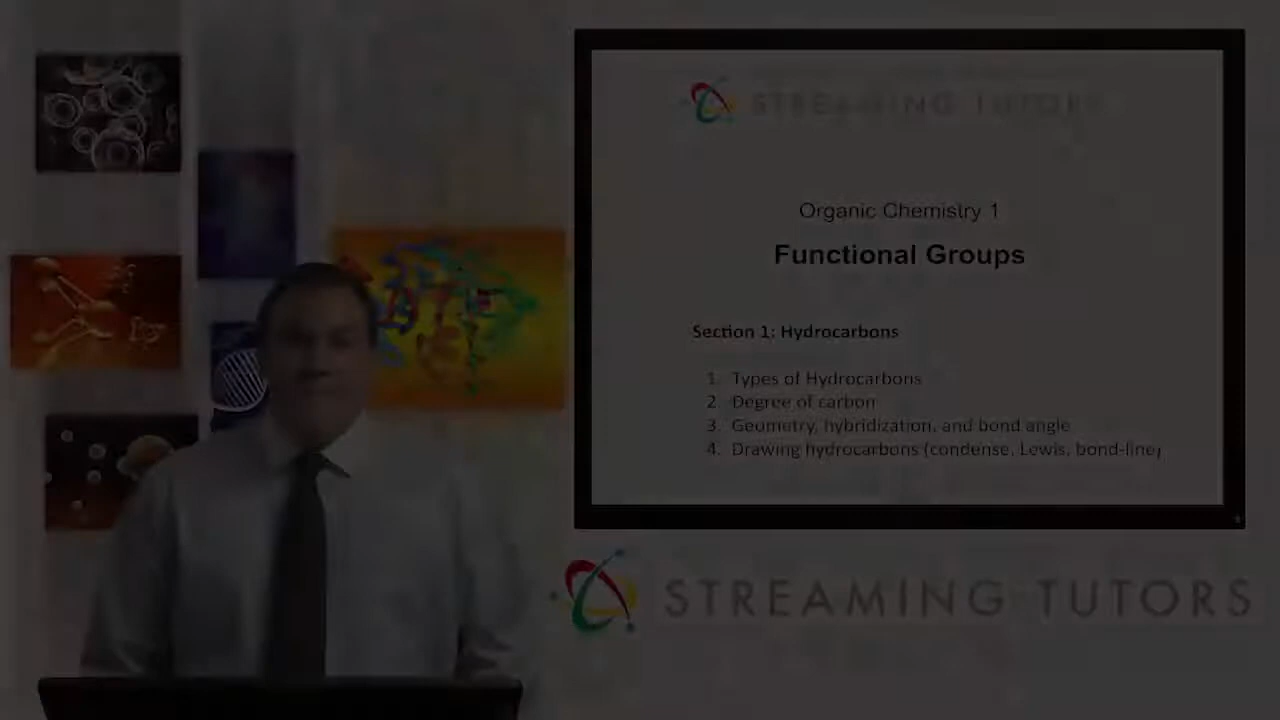 STREAMING TUTORS
Organic Chemistry 1
Functional Groups
Section 1: Hydrocarbons
1. Types of Hydrocarbons
2. Degree of carbon
3. Geometry, hybridization, and bond angle
4. Drawing hydrocarbons (condense, Lewis, bond-line)
STREAMING TUTORS